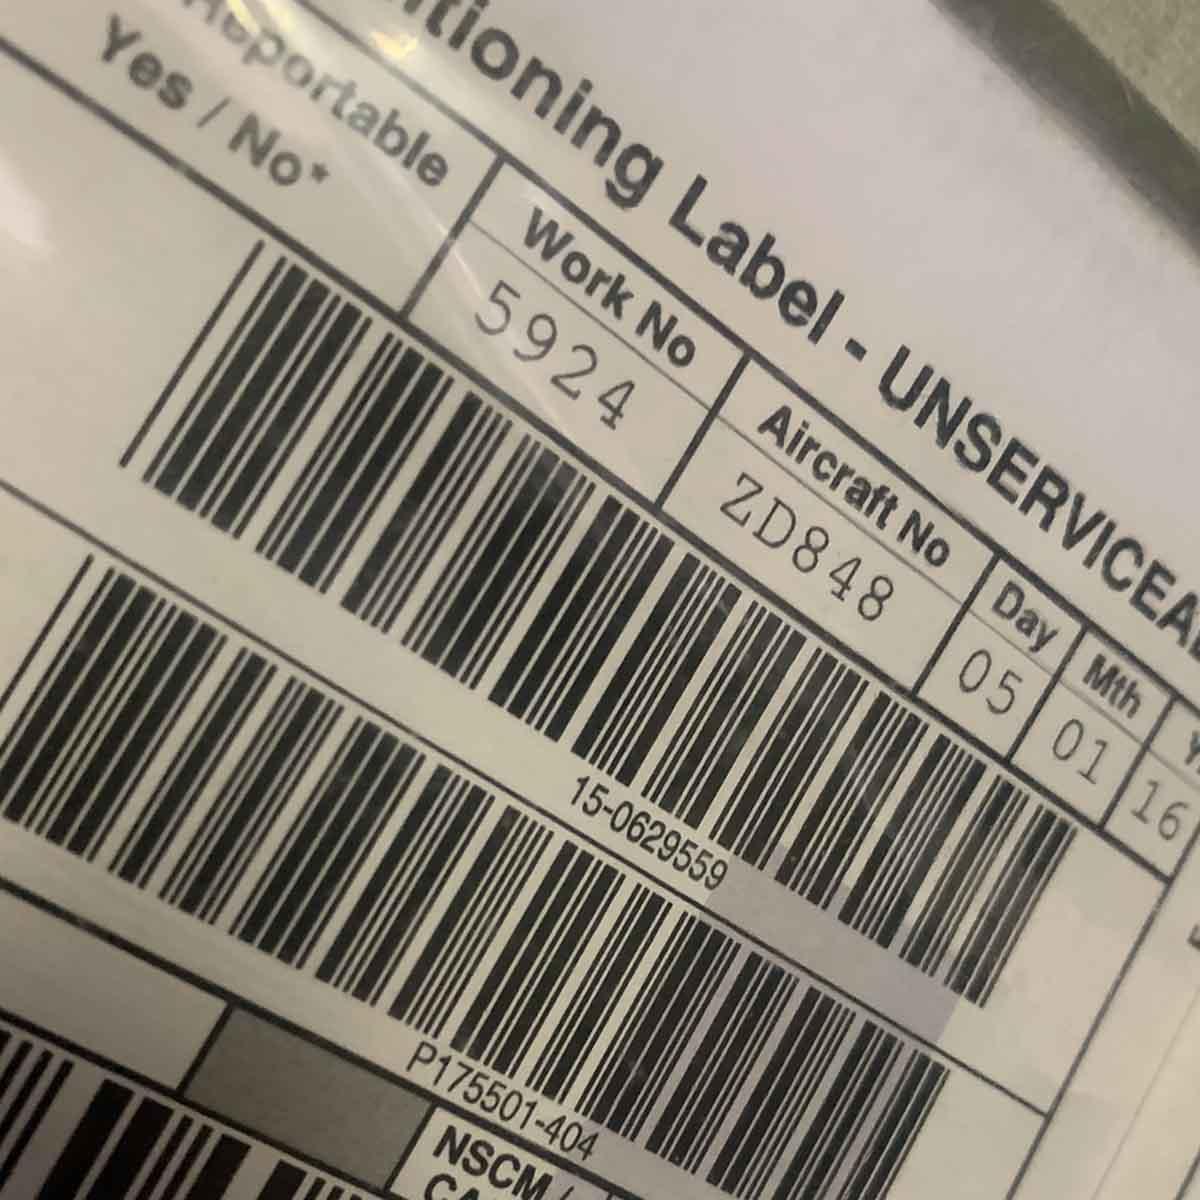 Label - UNSERVICEA
Reportable
Yes / No*
Work No Aircraft No Day Mth
5924 ZD848 05 01 16
15-0629559
P175501-404
NSCM /